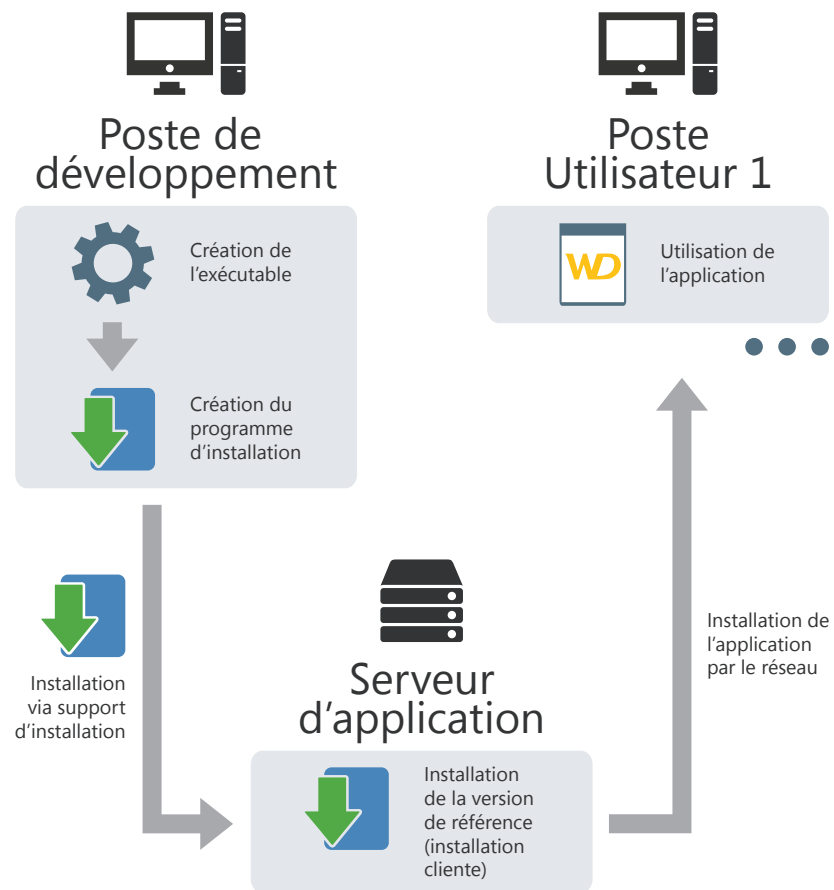 Poste de
développement
Création de
l'exécutable
Création du
programme
d'installation
Poste
Utilisateur 1
WD
Utilisation de
l'application
Installation
via support
d'installation
Serveur
d'application
Installation
de la version
de référence
(installation
cliente)
Installation de
l'application
par le réseau